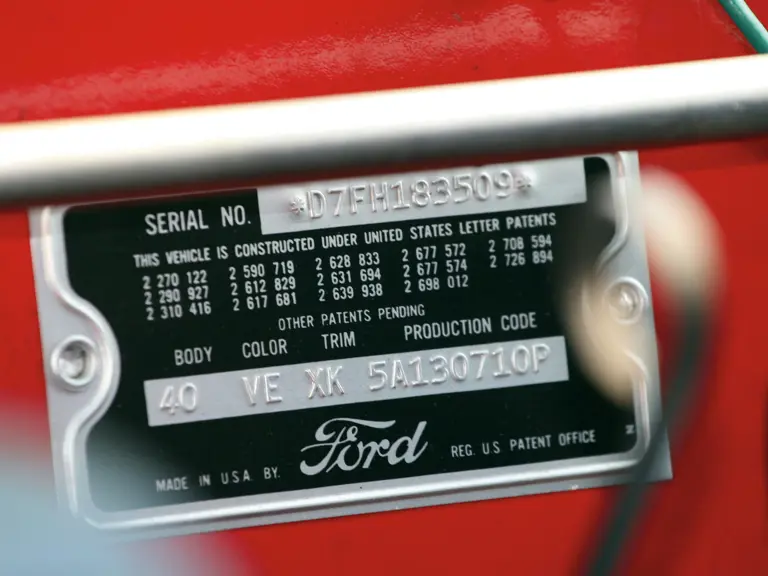 SERIAL NO. *D7FH183509*
THIS VEHICLE IS CONSTRUCTED UNDER UNITED STATES LETTER PATENTS
2 270 122 2 590 719 2 628 833 2 677 572 2 708 594
2 290 927 2 612 829 2 631 694 2 677 574 2 726 894
2 310 416 2 617 681 2 639 938 2 698 012
OTHER PATENTS PENDING
BODY COLOR TRIM PRODUCTION CODE
40 VE XK 5A130710P
MADE IN U.S.A. BY. Ford REG. U.S PATENT OFFICE